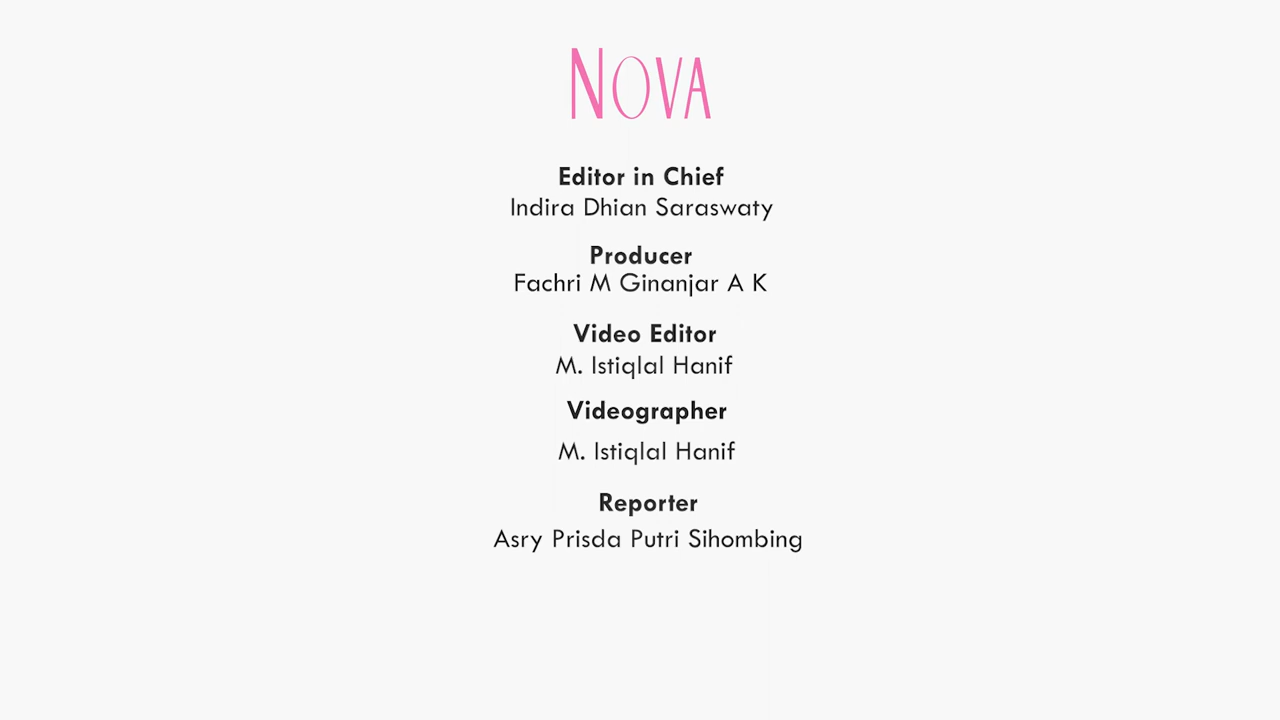 NOVA
Editor in Chief
Indira Dhian Saraswaty
Producer
Fachri M Ginanjar A K
Video Editor
M. Istiqlal Hanif
Videographer
M. Istiqlal Hanif
Reporter
Asry Prisda Putri Sihombing